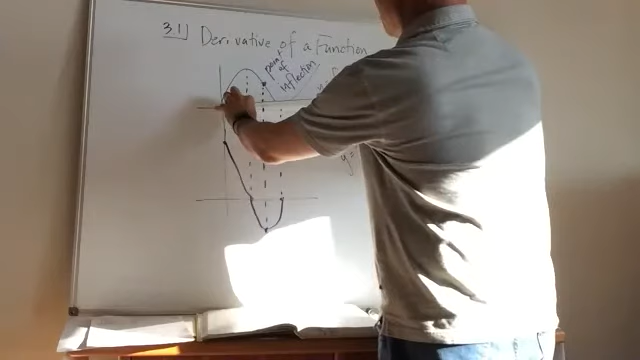 3.1) Derivative of a Function
point
of
inflection
y=